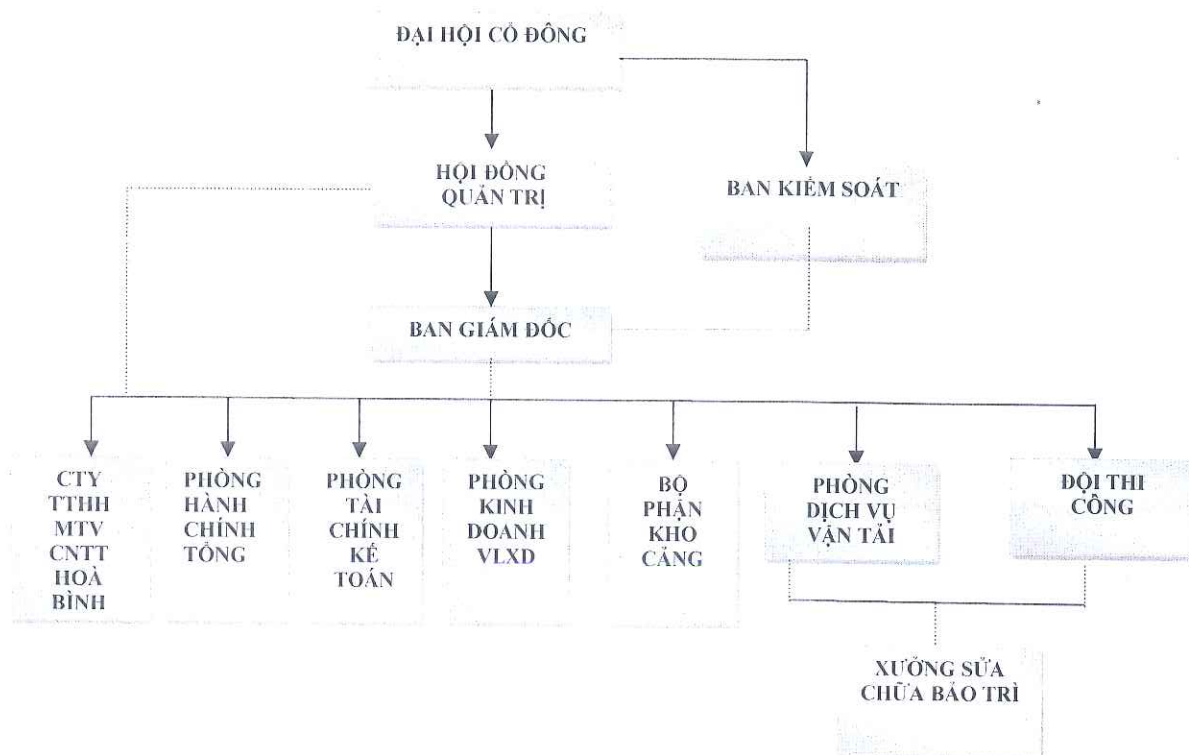 ĐẠI HỘI CỔ ĐÔNG
HỘI ĐỒNG
QUẢN TRỊ
BAN KIỂM SOÁT
BAN GIÁM ĐỐC
CTY
TTHH
MTV
CNTT
HOÀ
BÌNH
PHÒNG
HÀNH
CHÍNH
TỔNG
PHÒNG
TÀI
CHÍNH
KẾ
TOÁN
PHÒNG
KINH
DOANH
VLXD
BỘ
PHẬN
KHO
CẢNG
PHÒNG
DỊCH VỤ
VẬN TẢI
ĐỘI THI
CÔNG
XƯỞNG SỬA
CHỮA BẢO TRÌ